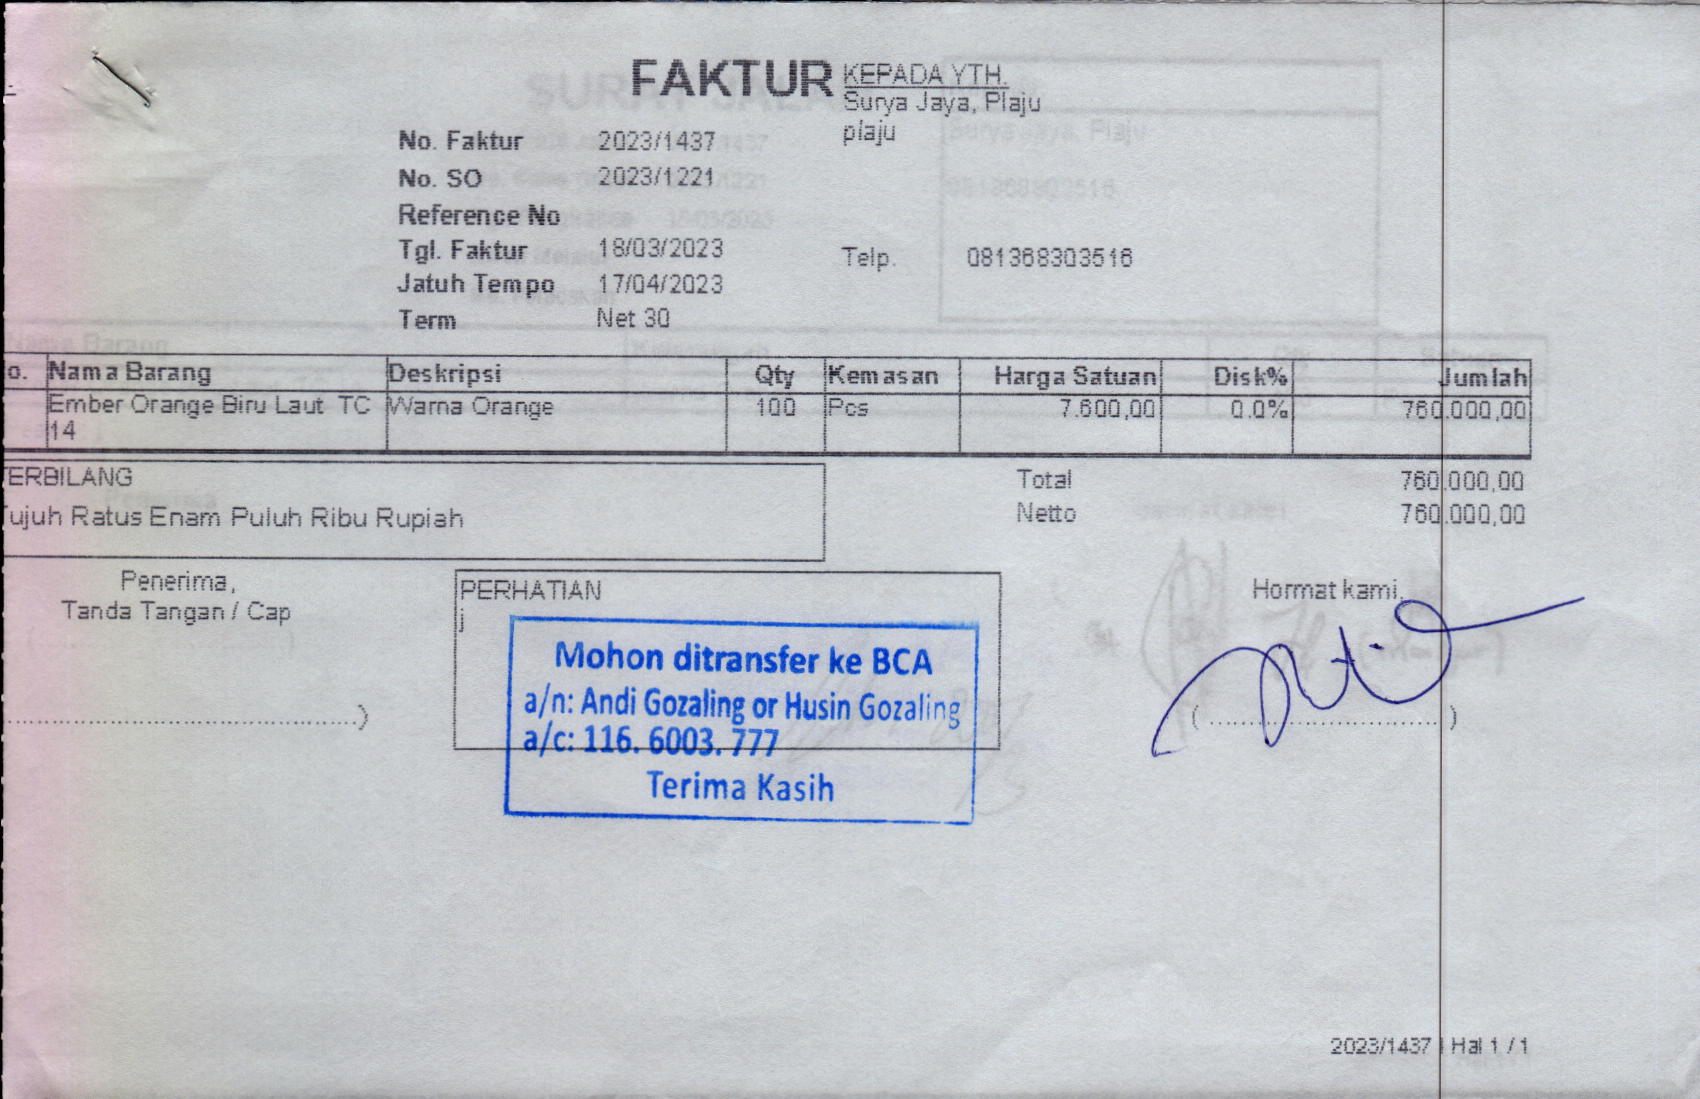 FAKTUR
KEPADA YTH.
Surya Jaya, Plaju
plaju
No. Faktur 2023/1437
No. SO 2023/1221
Reference No
Tgl. Faktur 18/03/2023
Telp. 081368303516
Jatuh Tempo 17/04/2023
Term Net 30
o. Nama Barang Deskripsi Qty Kemasan Harga Satuan Disk% Jumlah
Ember Orange Biru Laut TC Warna Orange 100 Pcs 7.600,00 0.0% 760.000,00
14
ERBILANG
Total 760.000,00
ujuh Ratus Enam Puluh Ribu Rupiah
Netto 760.000,00
Penerima,
Tanda Tangan / Cap
PERHATIAN
j
Mohon ditransfer ke BCA
a/n: Andi Gozaling or Husin Gozaling
a/c: 116. 6003. 777
Terima Kasih
Hormat kami,
2023/1437 | Hal 1 / 1